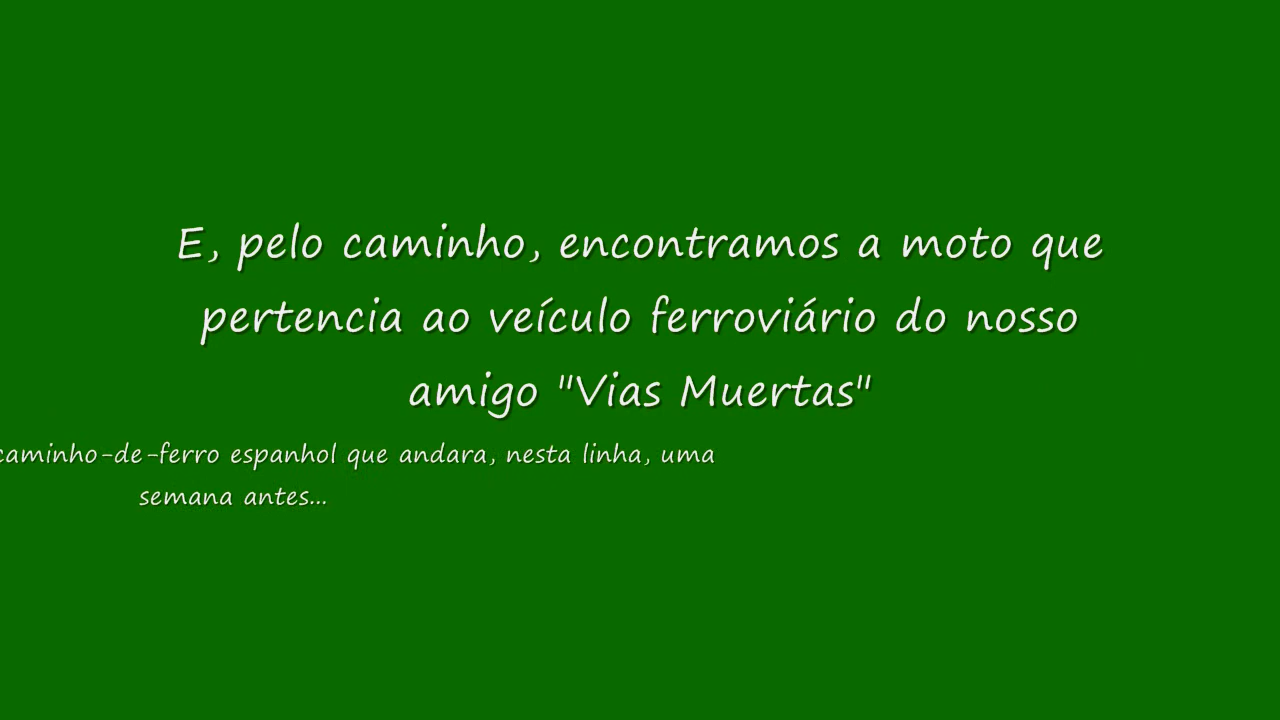 E, pelo caminho, encontramos a moto que
pertencia ao veículo ferroviário do nosso
amigo "Vias Muertas"
caminho-de-ferro espanhol que andara, nesta linha, uma
semana antes...